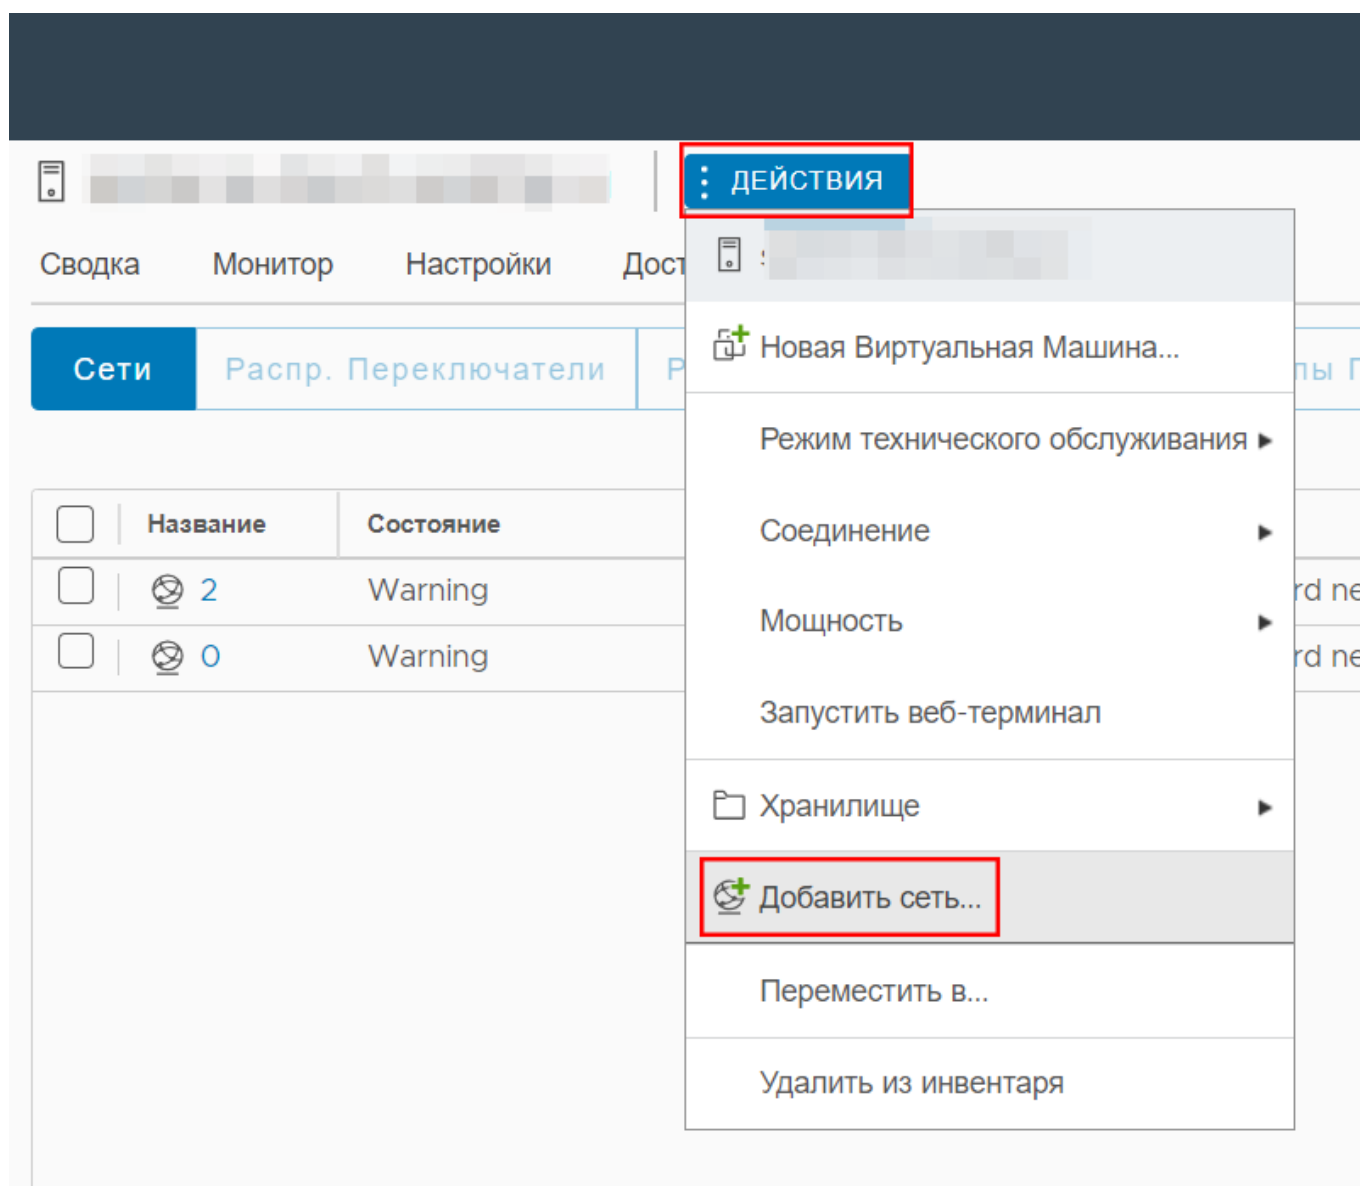 ДЕЙСТВИЯ
Сводка Монитор Настройки
Сети Распр. Переключатели
Название Состояние
2 Warning
0 Warning
Новая Виртуальная Машина...
Режим технического обслуживания
Соединение
Мощность
Запустить веб-терминал
Хранилище
Добавить сеть...
Переместить в...
Удалить из инвентаря